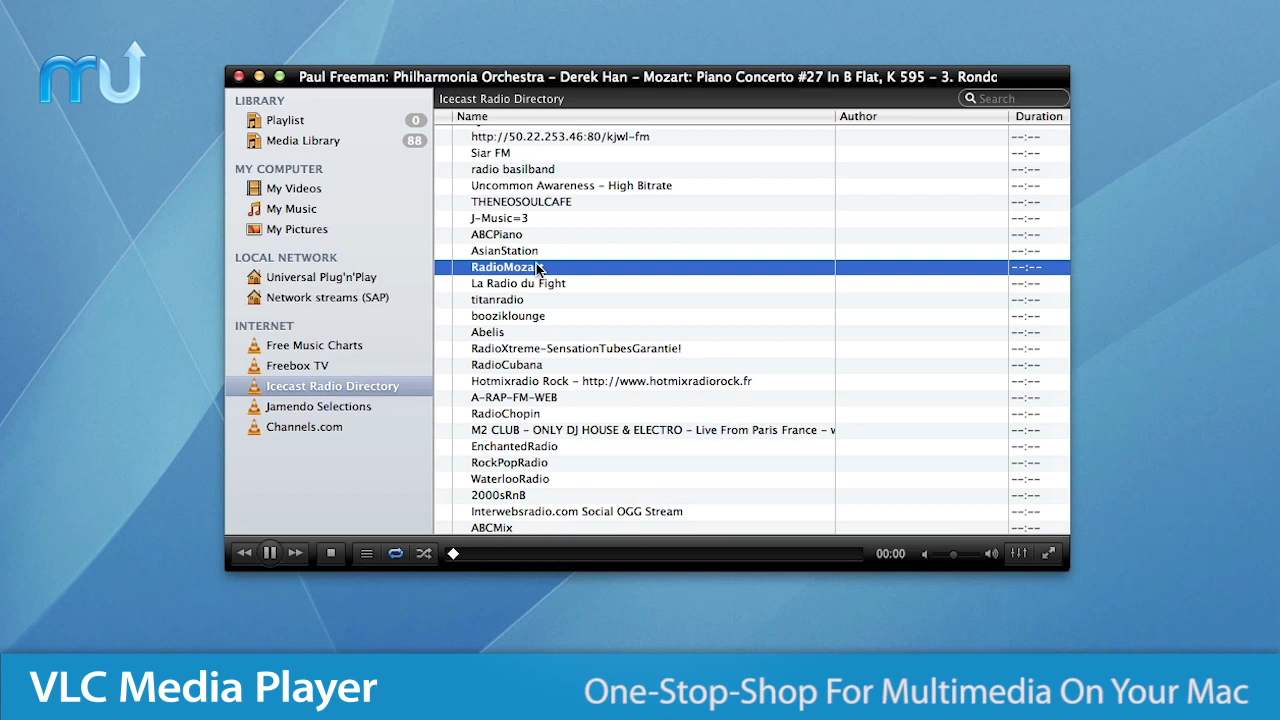 mu
Paul Freeman: Philharmonia Orchestra – Derek Han – Mozart: Piano Concerto #27 In B Flat, K 595 – 3. Rondo
LIBRARY
Playlist 0
Media Library 88
MY COMPUTER
My Videos
My Music
My Pictures
LOCAL NETWORK
Universal Plug'n'Play
Network streams (SAP)
INTERNET
Free Music Charts
Freebox TV
Icecast Radio Directory
Jamendo Selections
Channels.com
Icecast Radio Directory
Search
Name Author Duration
http://50.22.253.46:80/kjwl-fm --:--
Siar FM --:--
radio basilband --:--
Uncommon Awareness – High Bitrate --:--
THENEOSOULCAFE --:--
J-Music=3 --:--
ABCPiano --:--
AsianStation --:--
RadioMozart --:--
La Radio du Fight --:--
titanradio --:--
booziklounge --:--
Abelis --:--
RadioXtreme-SensationTubesGarantie! --:--
RadioCubana --:--
Hotmixradio Rock – http://www.hotmixradiorock.fr --:--
A-RAP-FM-WEB --:--
RadioChopin --:--
M2 CLUB – ONLY DJ HOUSE & ELECTRO – Live From Paris France – w --:--
EnchantedRadio --:--
RockPopRadio --:--
WaterlooRadio --:--
2000sRnB --:--
Interwebsradio.com Social OGG Stream --:--
ABCMix --:--
00:00
VLC Media Player
One-Stop-Shop For Multimedia On Your Mac